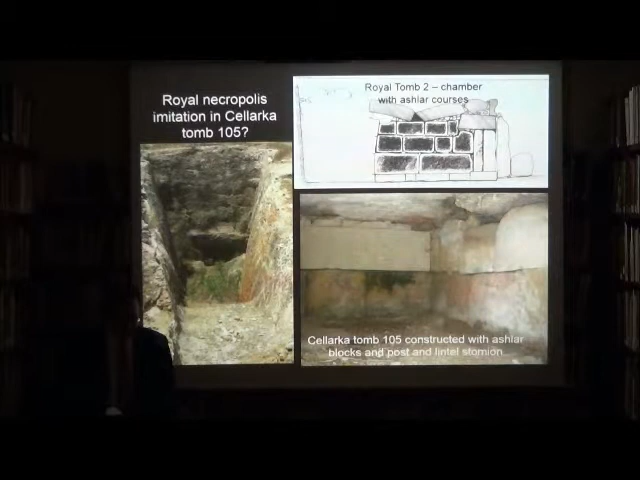 Royal necropolis
imitation in Cellarka
tomb 105?
Royal Tomb 2 – chamber
with ashlar courses
Cellarka tomb 105 constructed with ashlar
blocks and post and lintel stomion